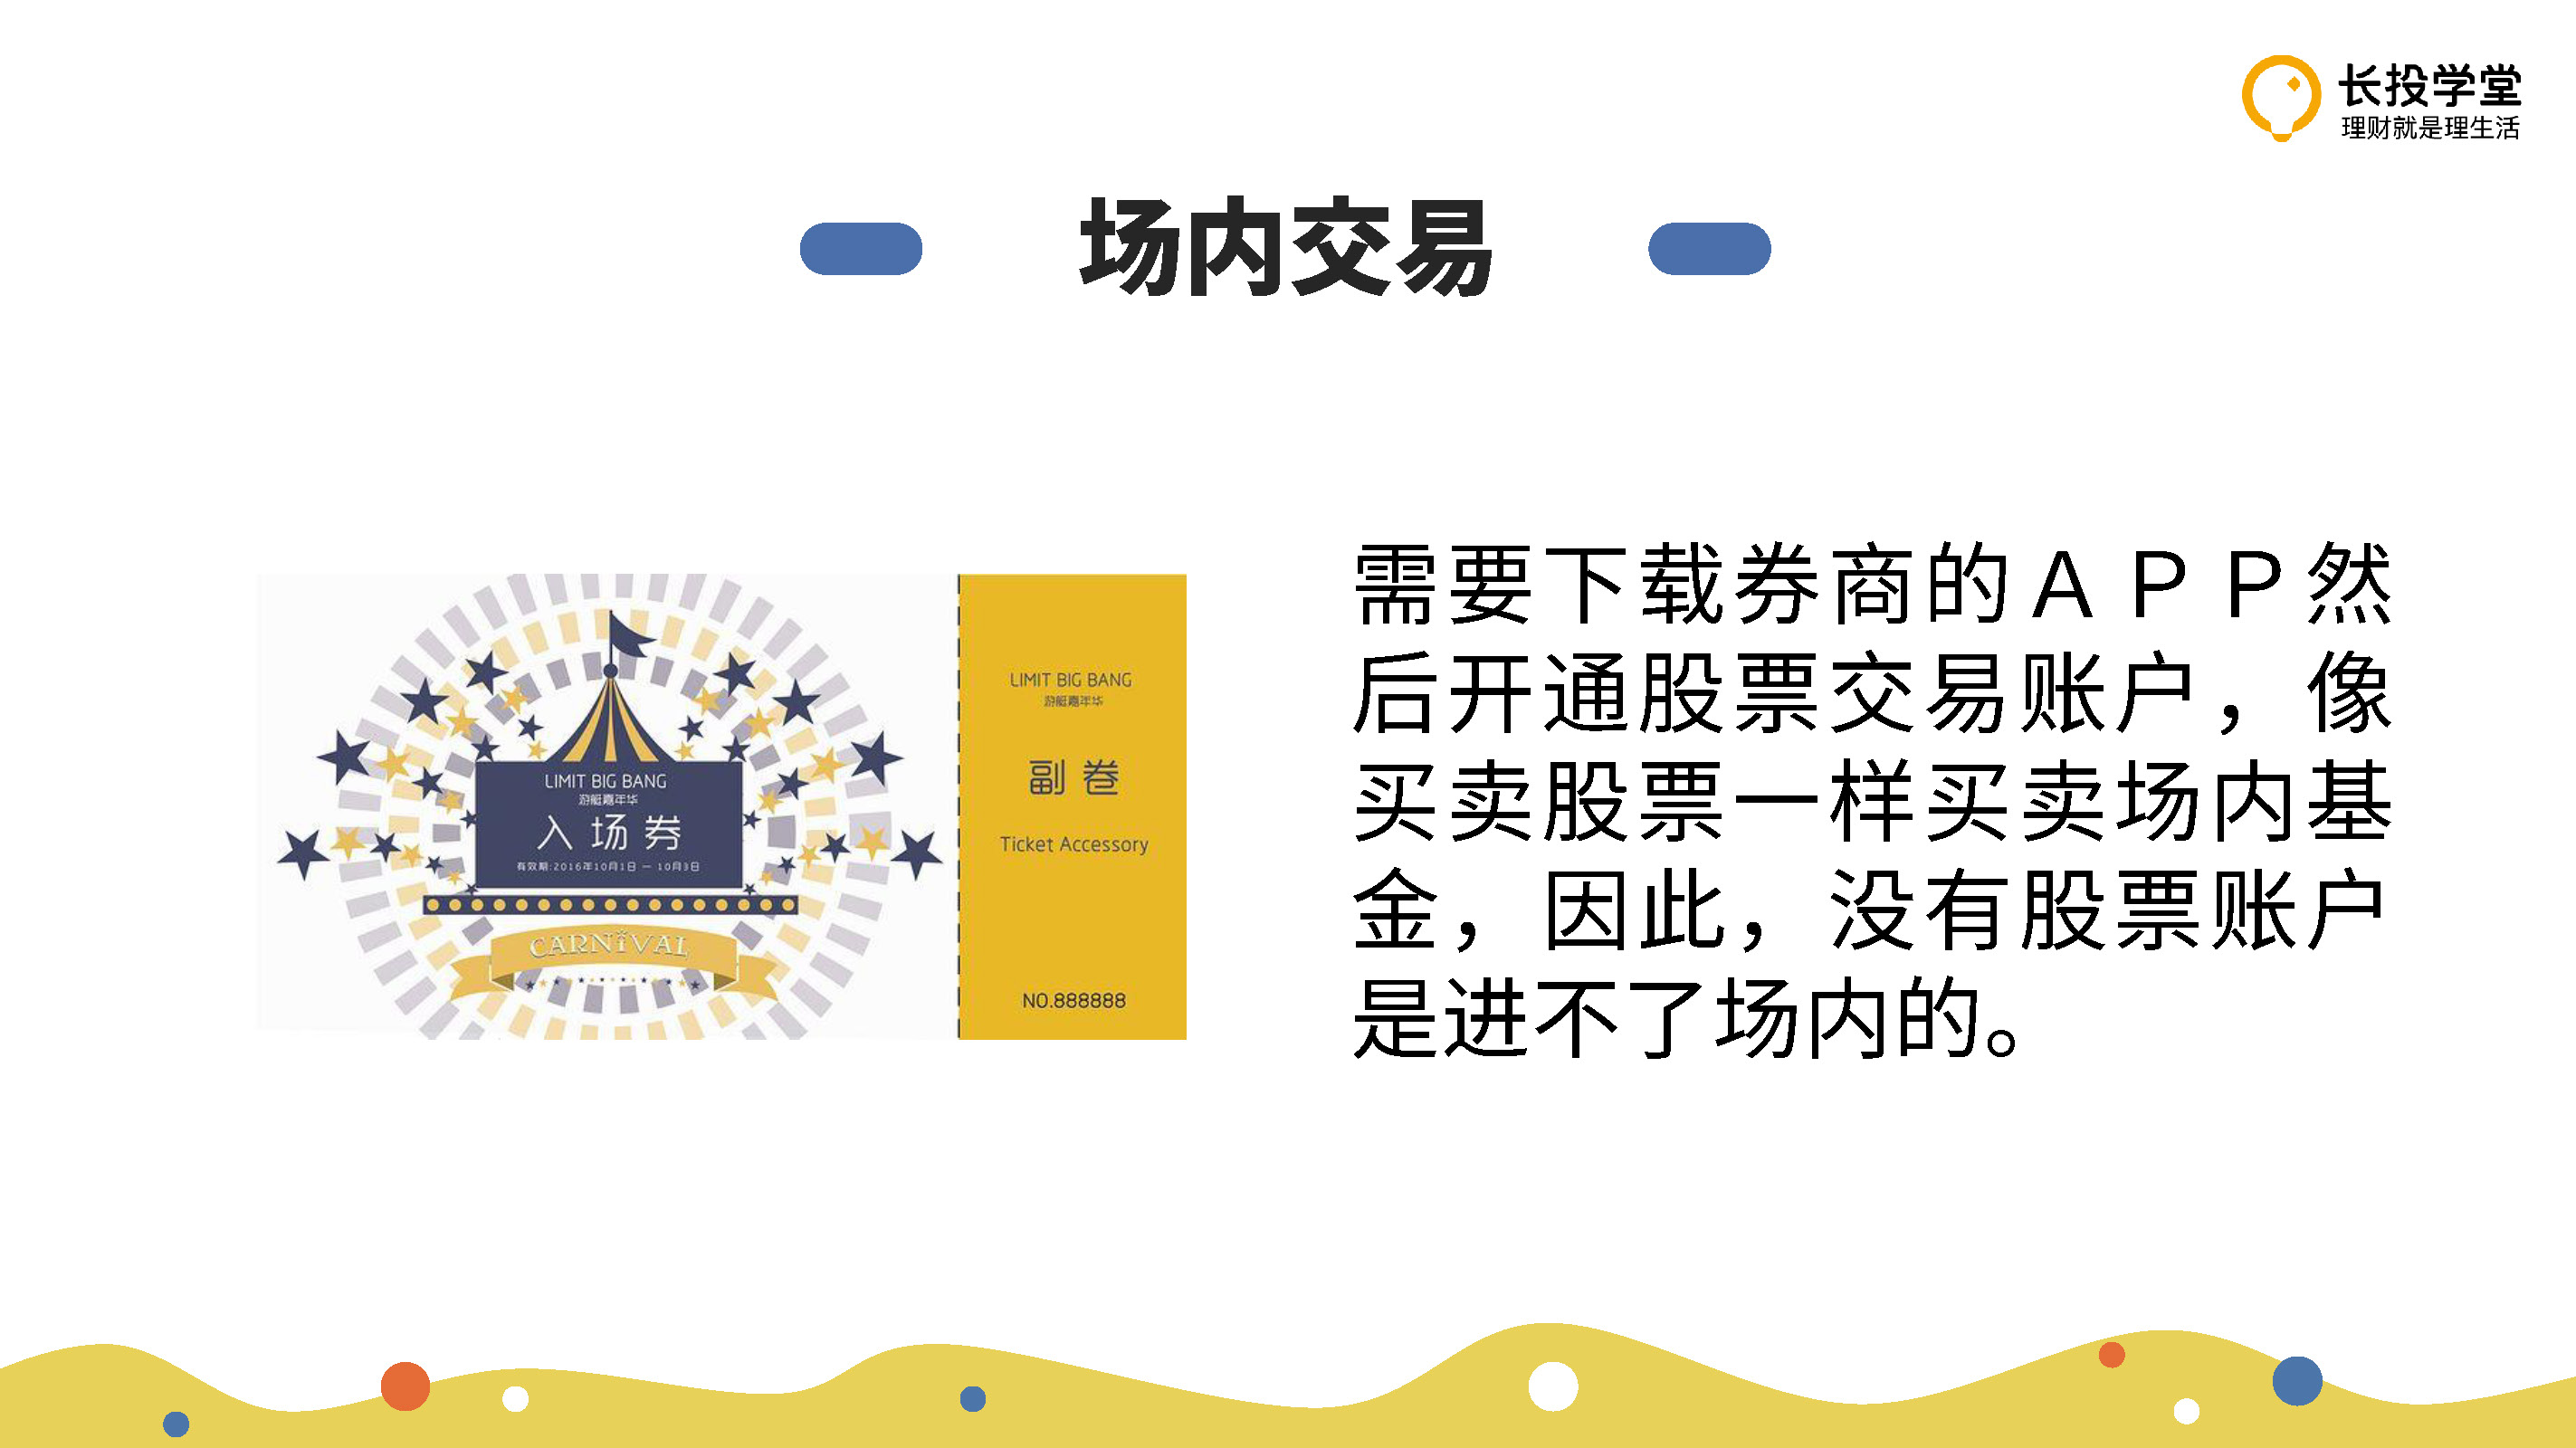 长投学堂
理财就是理生活
场内交易
需要下载券商的APP然
后开通股票交易账户，像
买卖股票一样买卖场内基
金，因此，没有股票账户
是进不了场内的。
LIMIT BIG BANG
游艇嘉年华
入场券
有效期:2016年10月1日 — 10月3日
CARNIVAL
LIMIT BIG BANG
游艇嘉年华
副卷
Ticket Accessory
NO.888888